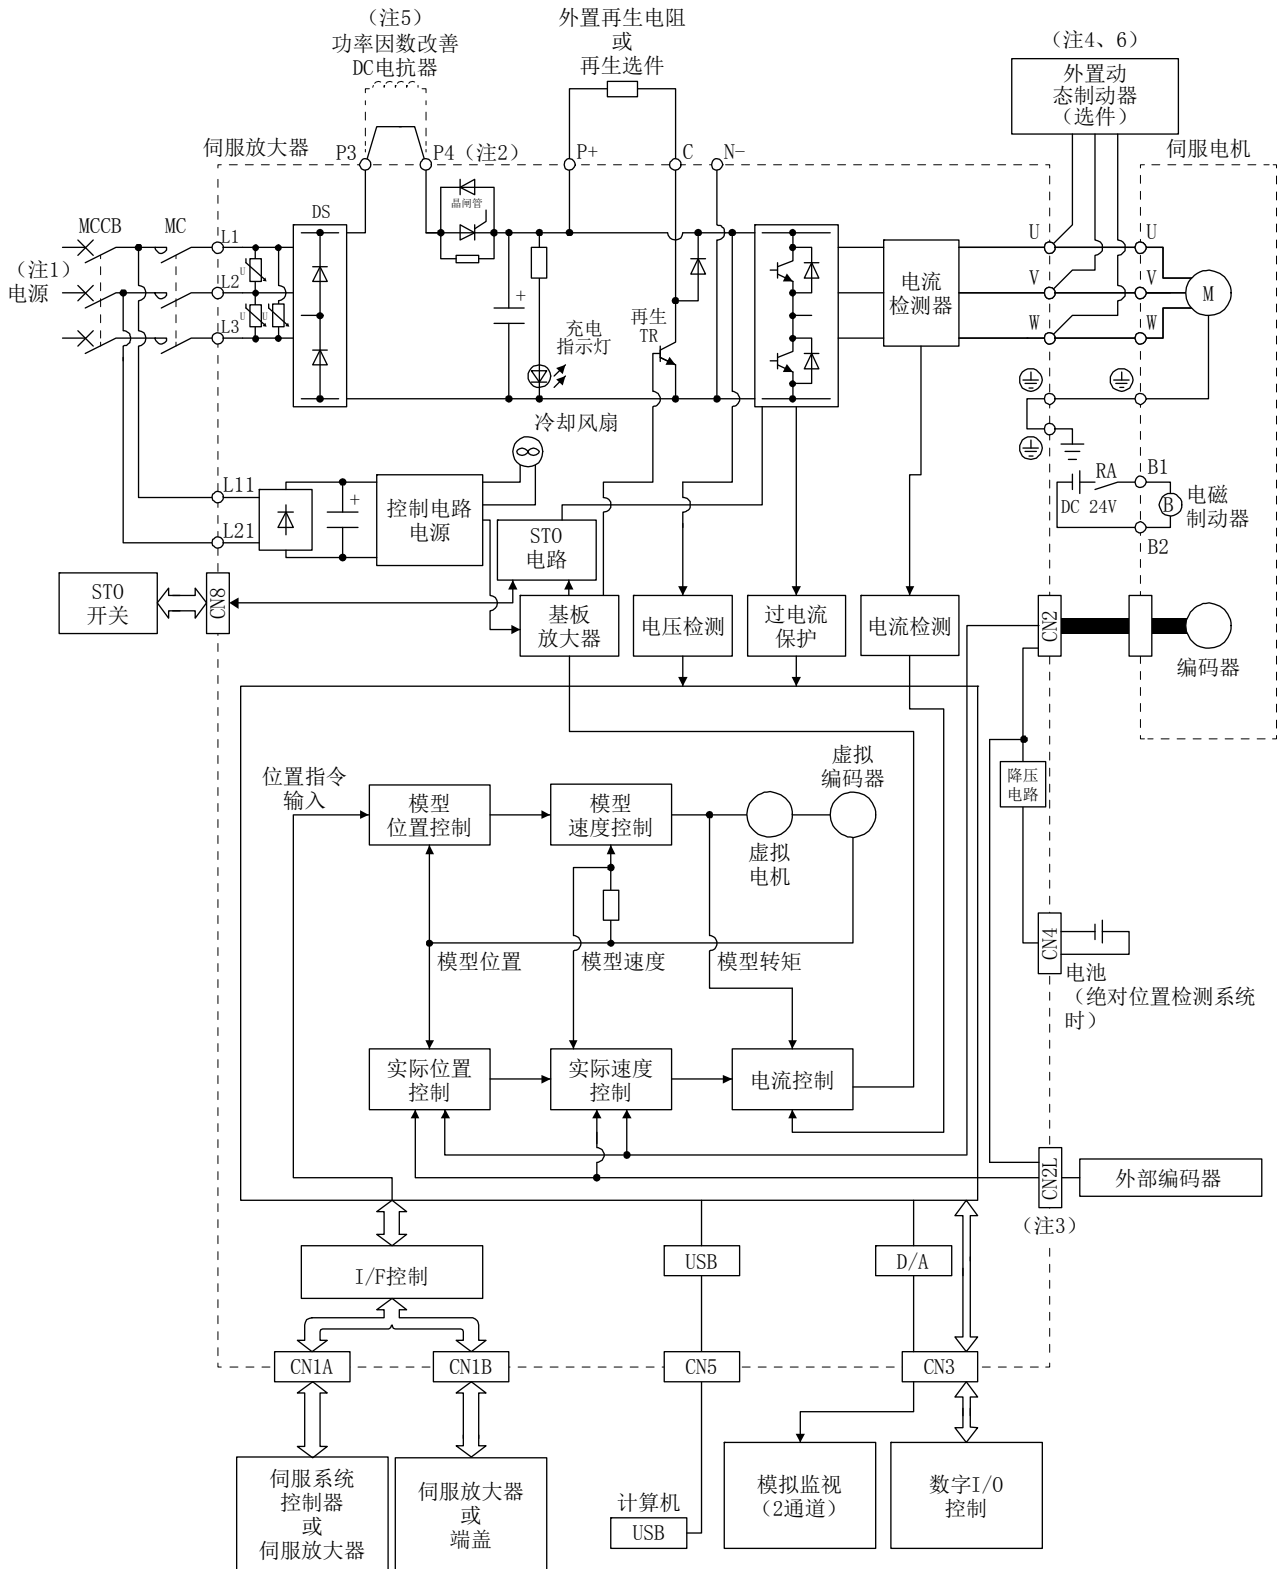 （注5）
功率因数改善
DC电抗器
外置再生电阻
或
再生选件
（注4、6）
外置动
态制动器
（选件）
伺服放大器
P3
P4（注2）
P+
C
N-
伺服电机
MCCB
MC
L1
DS
晶闸管
U
U
（注1）
电源
L2
U
U
U
电流
检测器
V
V
M
L3
+
充电
指示灯
再生
TR
W
W
冷却风扇
L11
+
控制电路
电源
L21
STO
电路
RA
B1
DC 24V
B
电磁
制动器
B2
STO
开关
CN8
基板
放大器
电压检测
过电流
保护
电流检测
CN2
编码器
位置指令
输入
模型
位置控制
模型
速度控制
虚拟
编码器
虚拟
电机
降压
电路
模型位置
模型速度
模型转矩
CN4
电池
（绝对位置检测系统
时）
实际位置
控制
实际速度
控制
电流控制
CN2L
外部编码器
（注3）
I/F控制
USB
D/A
CN1A
CN1B
CN5
CN3
伺服系统
控制器
或
伺服放大器
伺服放大器
或
端盖
计算机
USB
模拟监视
（2通道）
数字I/O
控制